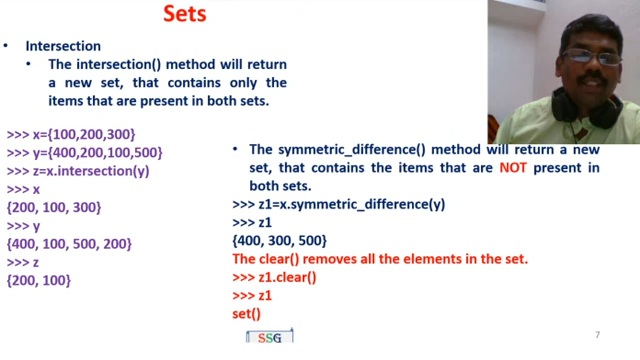 Sets
• Intersection
• The intersection() method will return
a new set, that contains only the
items that are present in both sets.
>>> x={100,200,300}
>>> y={400,200,100,500}
>>> z=x.intersection(y)
>>> x
{200, 100, 300}
>>> y
{400, 100, 500, 200}
>>> z
{200, 100}
• The symmetric_difference() method will return a new
set, that contains the items that are NOT present in
both sets.
>>> z1=x.symmetric_difference(y)
>>> z1
{400, 300, 500}
The clear() removes all the elements in the set.
>>> z1.clear()
>>> z1
set()
SSG
7